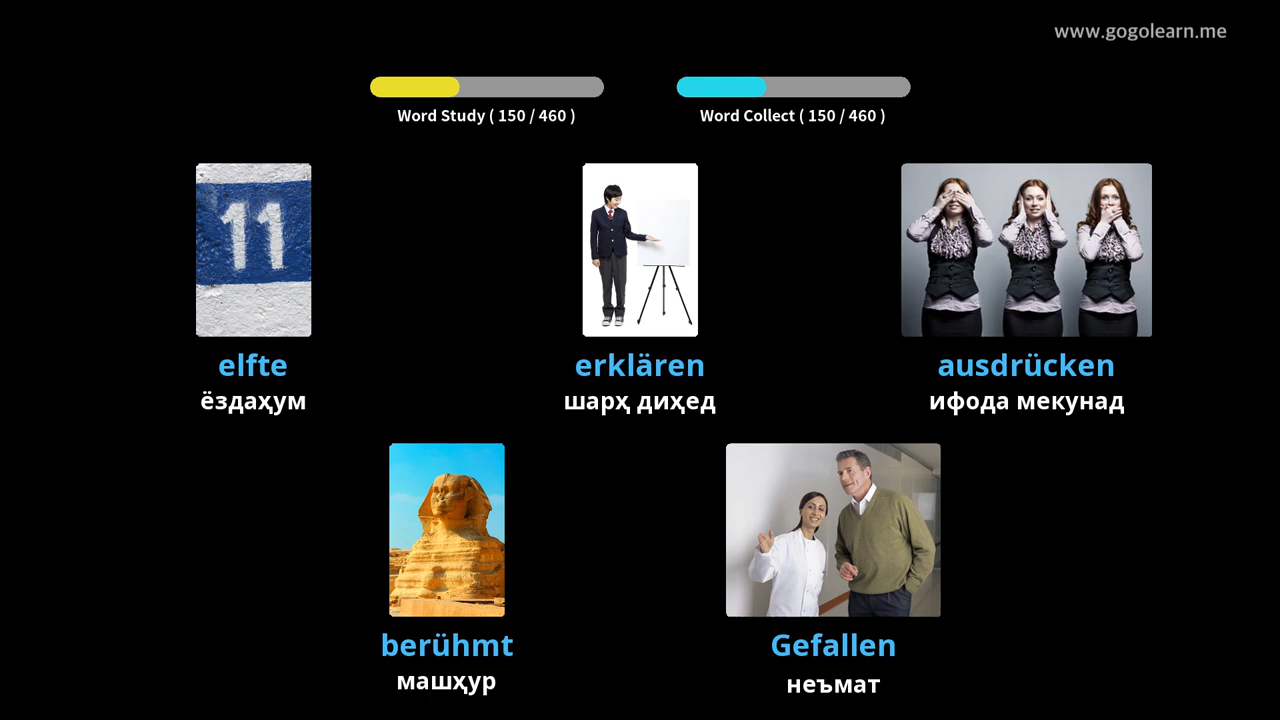 www.gogolearn.me
Word Study ( 150 / 460 )
Word Collect ( 150 / 460 )
11
elfte
ёздаҳум
erklären
шарҳ диҳед
ausdrücken
ифода мекунад
berühmt
машҳур
Gefallen
неъмат